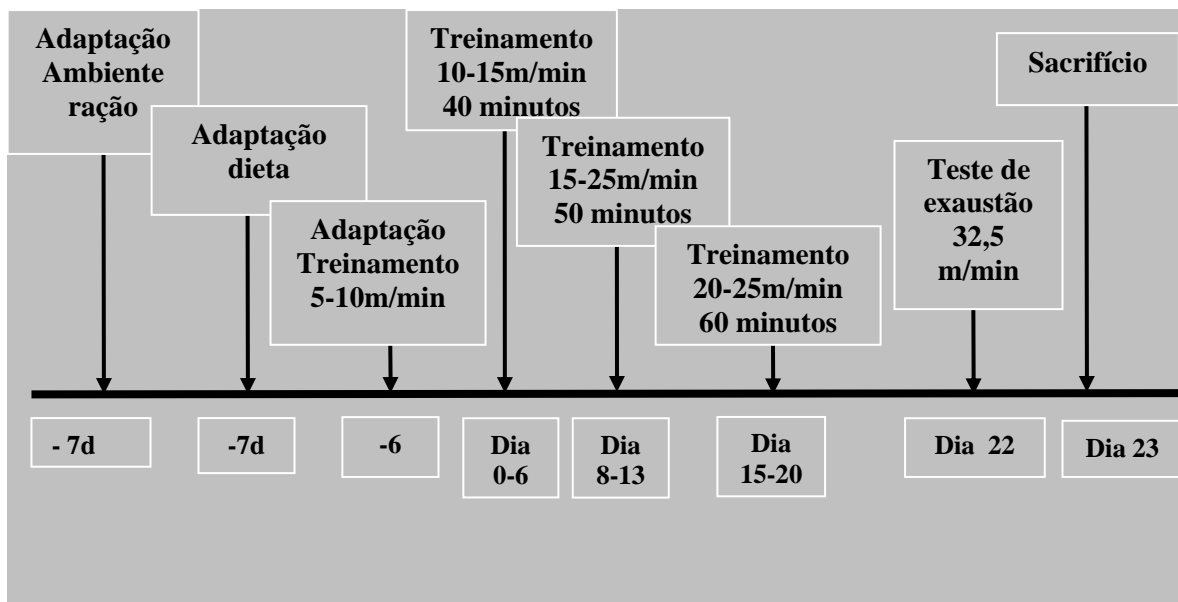 Adaptação
Ambiente
ração
Adaptação
dieta
Adaptação
Treinamento
5-10m/min
Treinamento
10-15m/min
40 minutos
Treinamento
15-25m/min
50 minutos
Treinamento
20-25m/min
60 minutos
Teste de
exaustão
32,5
m/min
Sacrifício
- 7d
-7d
-6
Dia
0-6
Dia
8-13
Dia
15-20
Dia 22
Dia 23